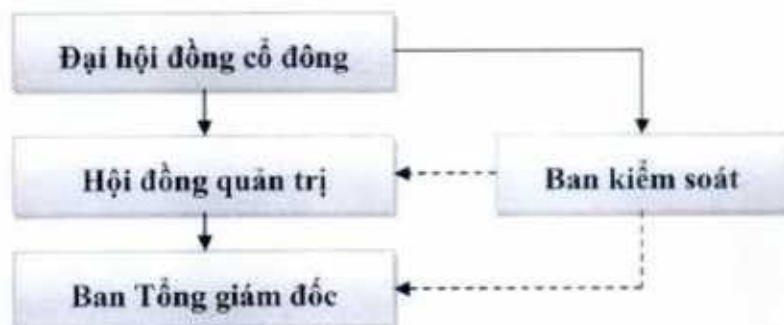 Đại hội đồng cổ đông
Hội đồng quản trị
Ban kiểm soát
Ban Tổng giám đốc